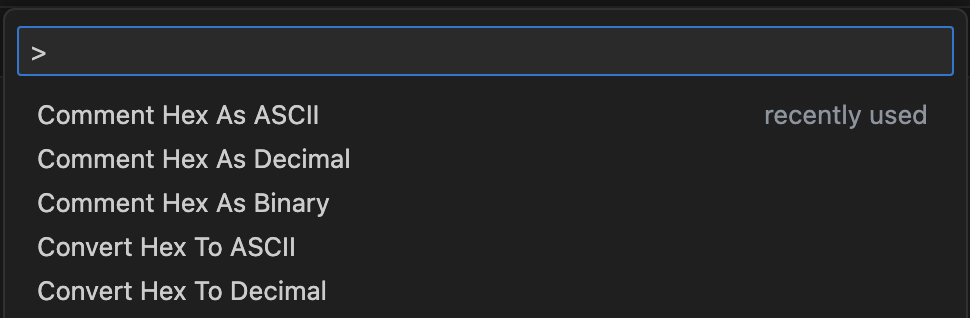 >
Comment Hex As ASCII recently used
Comment Hex As Decimal
Comment Hex As Binary
Convert Hex To ASCII
Convert Hex To Decimal